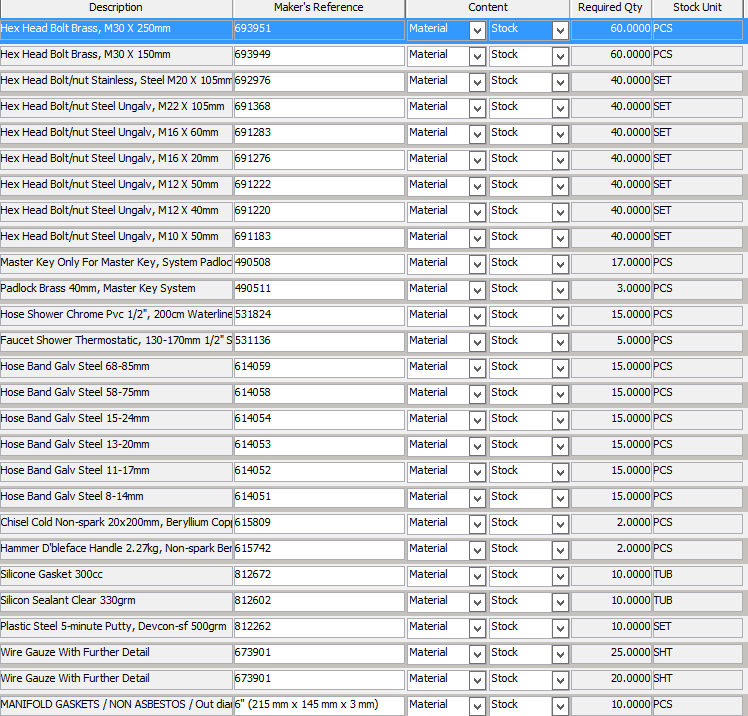 Description Maker's Reference Content Required Qty Stock Unit
Hex Head Bolt Brass, M30 X 250mm 693951 Material Stock 60.0000 PCS
Hex Head Bolt Brass, M30 X 150mm 693949 Material Stock 60.0000 PCS
Hex Head Bolt/nut Stainless, Steel M20 X 105mm 692976 Material Stock 40.0000 SET
Hex Head Bolt/nut Steel Ungalv, M22 X 105mm 691368 Material Stock 40.0000 SET
Hex Head Bolt/nut Steel Ungalv, M16 X 60mm 691283 Material Stock 40.0000 SET
Hex Head Bolt/nut Steel Ungalv, M16 X 20mm 691276 Material Stock 40.0000 SET
Hex Head Bolt/nut Steel Ungalv, M12 X 50mm 691222 Material Stock 40.0000 SET
Hex Head Bolt/nut Steel Ungalv, M12 X 40mm 691220 Material Stock 40.0000 SET
Hex Head Bolt/nut Steel Ungalv, M10 X 50mm 691183 Material Stock 40.0000 SET
Master Key Only For Master Key, System Padloc 490508 Material Stock 17.0000 PCS
Padlock Brass 40mm, Master Key System 490511 Material Stock 3.0000 PCS
Hose Shower Chrome Pvc 1/2", 200cm Waterline 531824 Material Stock 15.0000 PCS
Faucet Shower Thermostatic, 130-170mm 1/2" S 531136 Material Stock 5.0000 PCS
Hose Band Galv Steel 68-85mm 614059 Material Stock 15.0000 PCS
Hose Band Galv Steel 58-75mm 614058 Material Stock 15.0000 PCS
Hose Band Galv Steel 15-24mm 614054 Material Stock 15.0000 PCS
Hose Band Galv Steel 13-20mm 614053 Material Stock 15.0000 PCS
Hose Band Galv Steel 11-17mm 614052 Material Stock 15.0000 PCS
Hose Band Galv Steel 8-14mm 614051 Material Stock 15.0000 PCS
Chisel Cold Non-spark 20x200mm, Beryllium Copp 615809 Material Stock 2.0000 PCS
Hammer D'bleface Handle 2.27kg, Non-spark Ber 615742 Material Stock 2.0000 PCS
Silicone Gasket 300cc 812672 Material Stock 10.0000 TUB
Silicon Sealant Clear 330grm 812602 Material Stock 10.0000 TUB
Plastic Steel 5-minute Putty, Devcon-sf 500grm 812262 Material Stock 10.0000 SET
Wire Gauze With Further Detail 673901 Material Stock 25.0000 SHT
Wire Gauze With Further Detail 673901 Material Stock 20.0000 SHT
MANIFOLD GASKETS / NON ASBESTOS / Out dia 6" (215 mm x 145 mm x 3 mm) Material Stock 10.0000 PCS